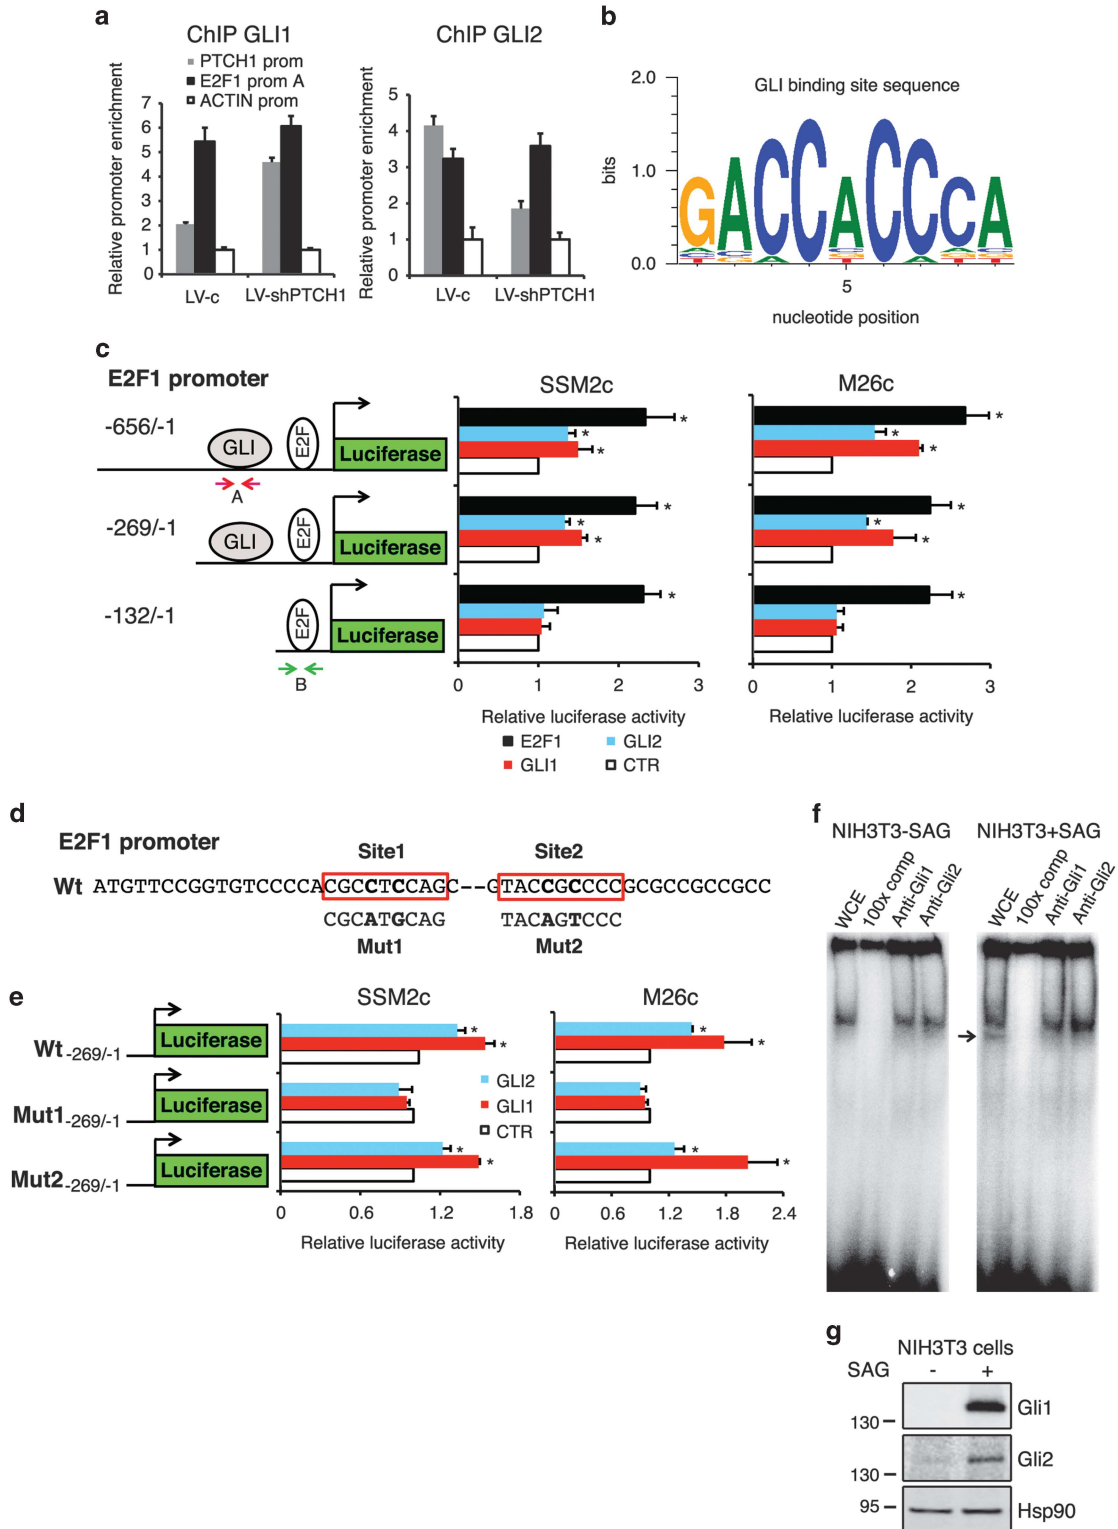 a
ChIP GLI1
PTCH1 prom
E2F1 prom A
ACTIN prom
Relative promoter enrichment
7
6
5
4
3
2
1
0
LV-c
LV-shPTCH1
ChIP GLI2
Relative promoter enrichment
5
4
3
2
1
0
LV-c
LV-shPTCH1
b
2.0
1.0
0.0
bits
GLI binding site sequence
GACCACCCA
5
nucleotide position
c
E2F1 promoter
SSM2c
M26c
-656/-1
GLI
E2F
Luciferase
A
-269/-1
GLI
E2F
Luciferase
-132/-1
E2F
Luciferase
B
* * *
* * *
*
* * *
* * *
*
0 1 2 3
Relative luciferase activity
0 1 2 3
Relative luciferase activity
E2F1
GLI2
GLI1
CTR
d
E2F1 promoter
Site1
Site2
Wt ATGTTCCGGTGTCCCCACGCCTCCAGC--GTACCGCCCCGCGCCGCCGCC
CGCATGCAG
TACAGTCCC
Mut1
Mut2
e
SSM2c
M26c
Wt-269/-1
Luciferase
Mut1-269/-1
Luciferase
Mut2-269/-1
Luciferase
* *
* *
* *
* *
GLI2
GLI1
CTR
0 0.6 1.2 1.8
Relative luciferase activity
0 0.6 1.2 1.8 2.4
Relative luciferase activity
f
NIH3T3-SAG
NIH3T3+SAG
WCE
100x comp
Anti-Gli1
Anti-Gli2
WCE
100x comp
Anti-Gli1
Anti-Gli2
g
NIH3T3 cells
SAG - +
130
Gli1
130
Gli2
95
Hsp90